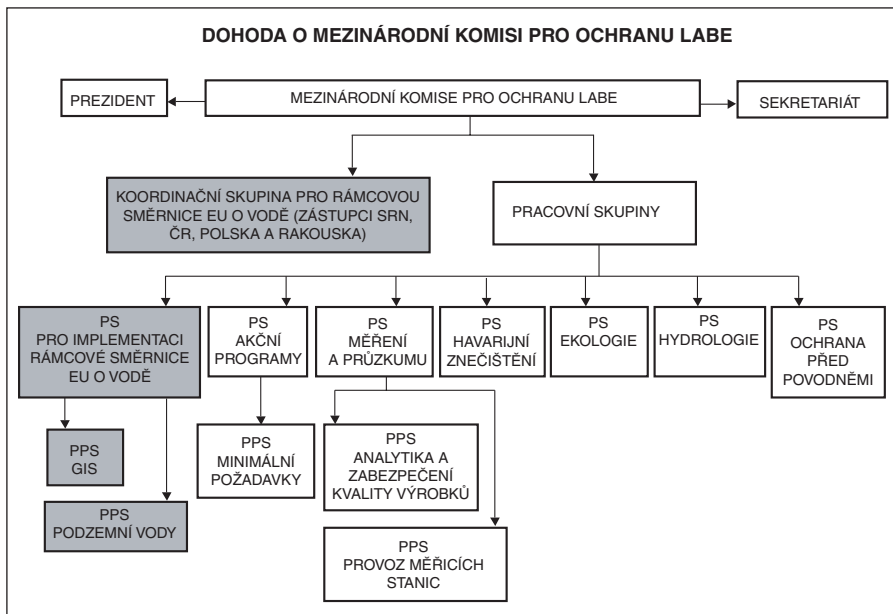 DOHODA O MEZINÁRODNÍ KOMISI PRO OCHRANU LABE
PREZIDENT
MEZINÁRODNÍ KOMISE PRO OCHRANU LABE
SEKRETARIÁT
KOORDINAČNÍ SKUPINA PRO RÁMCOVOU
SMĚRNICE EU O VODĚ (ZÁSTUPCI SRN,
ČR, POLSKA A RAKOUSKA)
PRACOVNÍ SKUPINY
PS
PRO IMPLEMENTACI
RÁMCOVÉ SMĚRNICE
EU O VODĚ
PS
AKČNÍ
PROGRAMY
PS
MĚŘENÍ
A PRŮZKUMU
PS
HAVARIJNÍ
ZNEČIŠTĚNÍ
PS
EKOLOGIE
PS
HYDROLOGIE
PS
OCHRANA
PŘED
POVODNĚMI
PPS
GIS
PPS
MINIMÁLNÍ
POŽADAVKY
PPS
ANALYTIKA A
ZABEZPEČENÍ
KVALITY VÝROBKŮ
PPS
PODZEMNÍ VODY
PPS
PROVOZ MĚŘICÍCH
STANIC